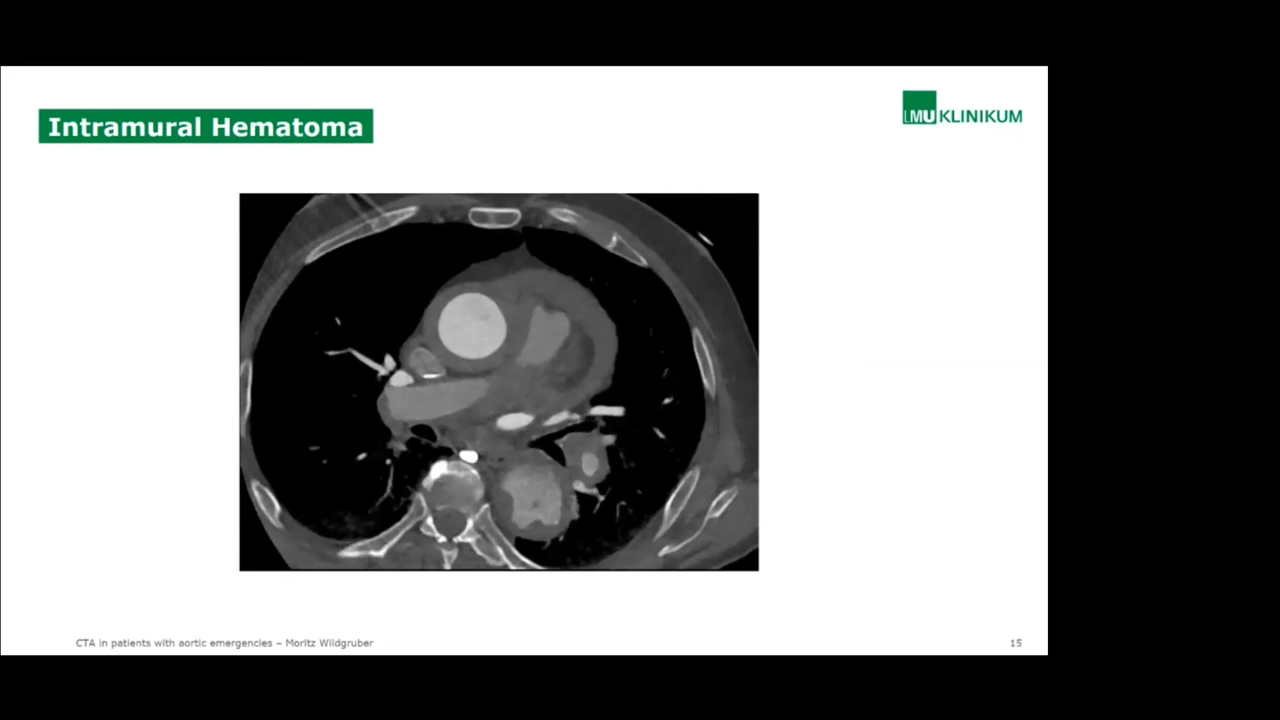 Intramural Hematoma
LMU KLINIKUM
CTA in patients with aortic emergencies – Moritz Wildgruber
15